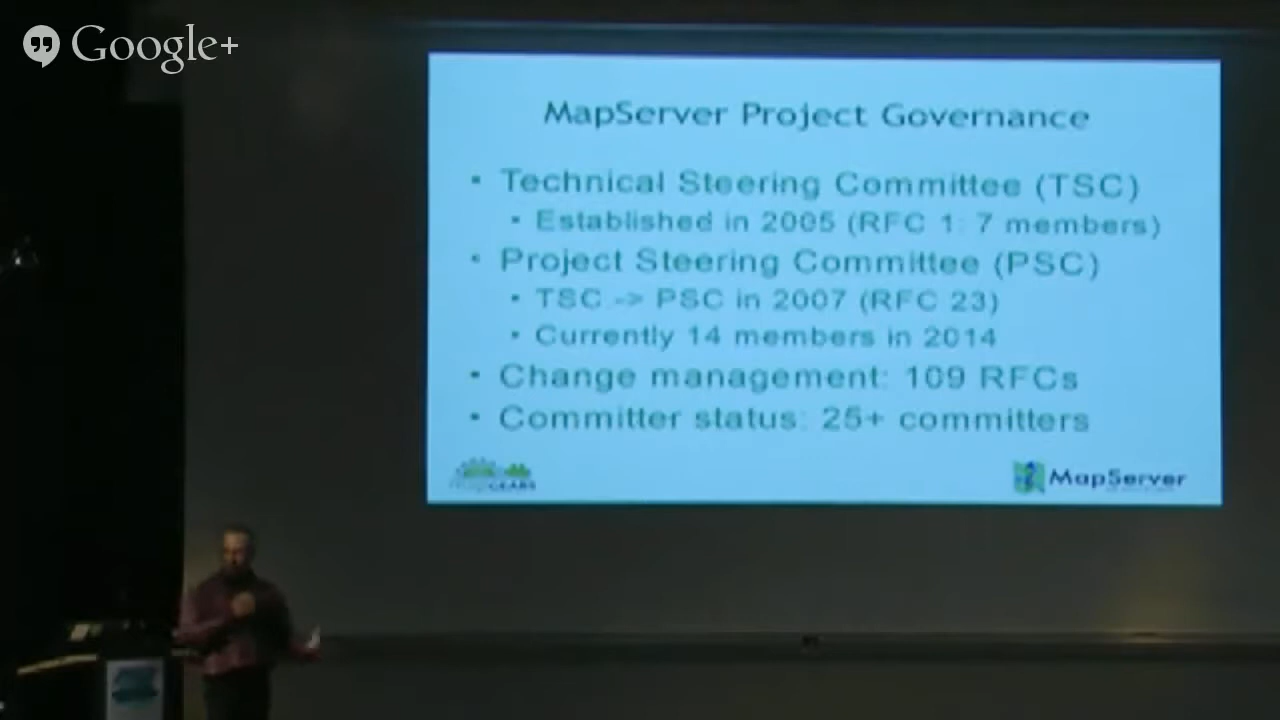 Google+
MapServer Project Governance
• Technical Steering Committee (TSC)
• Established in 2005 (RFC 1: 7 members)
• Project Steering Committee (PSC)
• TSC -> PSC in 2007 (RFC 23)
• Currently 14 members in 2014
• Change management: 109 RFCs
• Committer status: 25+ committers
MapServer